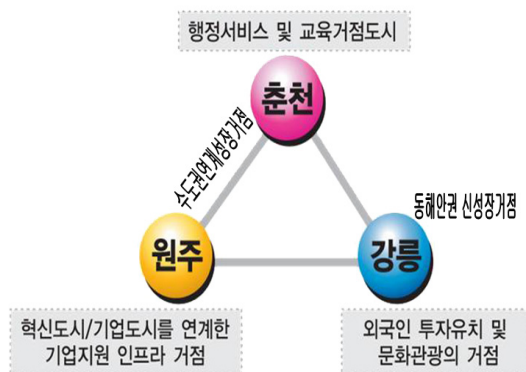 행정서비스 및 교육거점도시
춘천
수도권연계성장거점
동해안권 신성장거점
원주
강릉
혁신도시/기업도시를 연계한
기업지원 인프라 거점
외국인 투자유치 및
문화관광의 거점